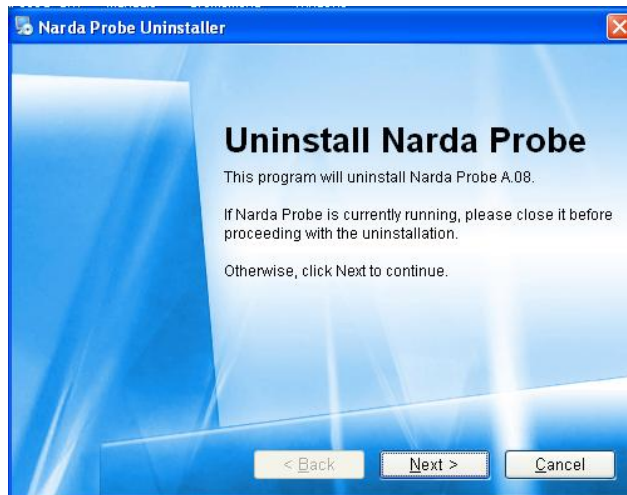 Narda Probe Uninstaller
Uninstall Narda Probe
This program will uninstall Narda Probe A.08.
If Narda Probe is currently running, please close it before
proceeding with the uninstallation.
Otherwise, click Next to continue.
< Back
Next >
Cancel